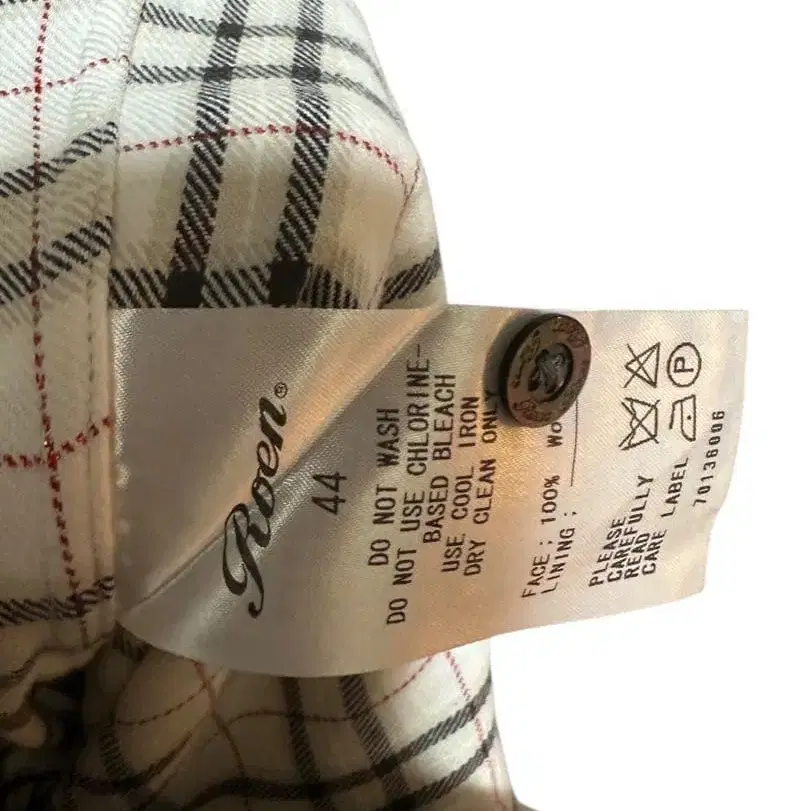 Roen®
44
DO NOT WASH
DO NOT USE CHLORINE-
BASED BLEACH
USE COOL IRON
DRY CLEAN ONLY
FACE ; 100%
LINING ;
PLEASE
CAREFULLY
READ
CARE LABEL
P
70136006